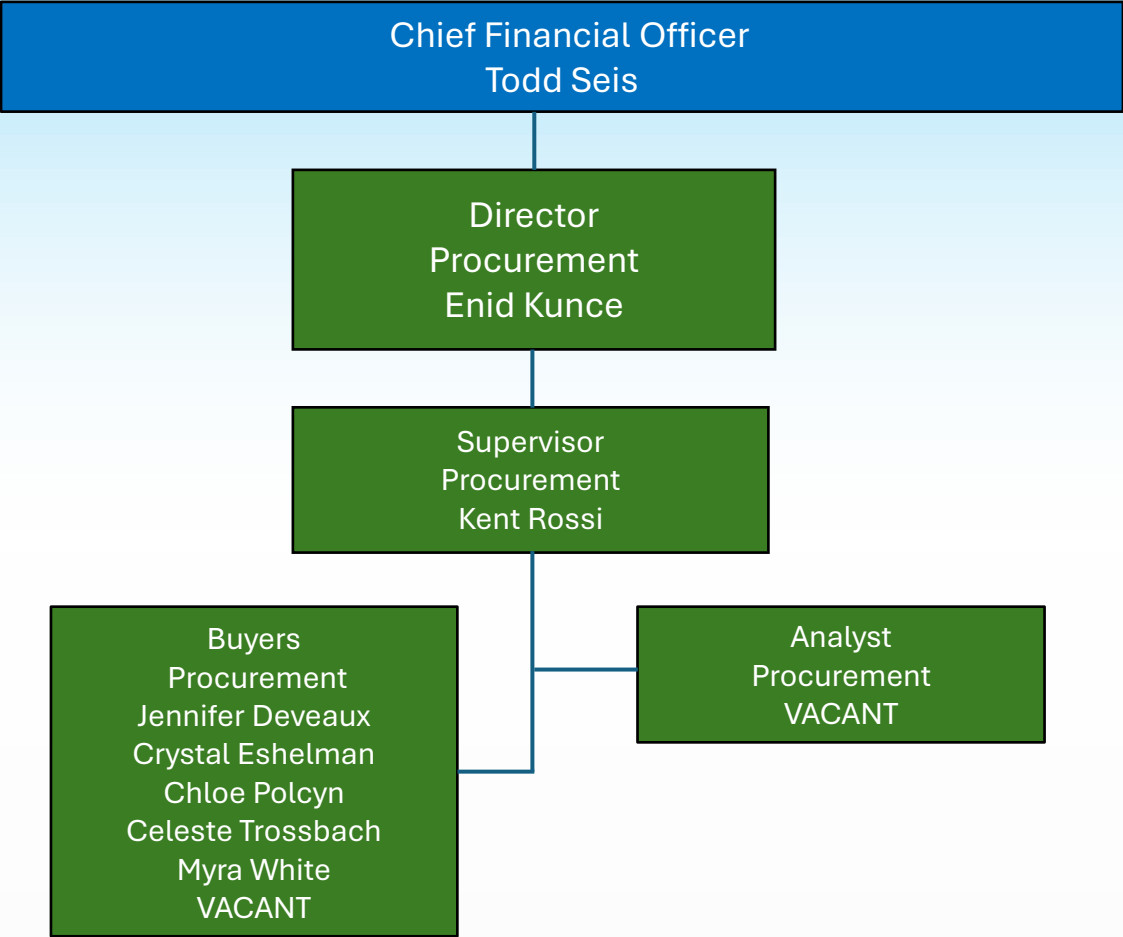 Chief Financial Officer
Todd Seis
Director
Procurement
Enid Kunce
Supervisor
Procurement
Kent Rossi
Buyers
Procurement
Jennifer Deveaux
Crystal Eshelman
Chloe Polcyn
Celeste Trossbach
Myra White
VACANT
Analyst
Procurement
VACANT